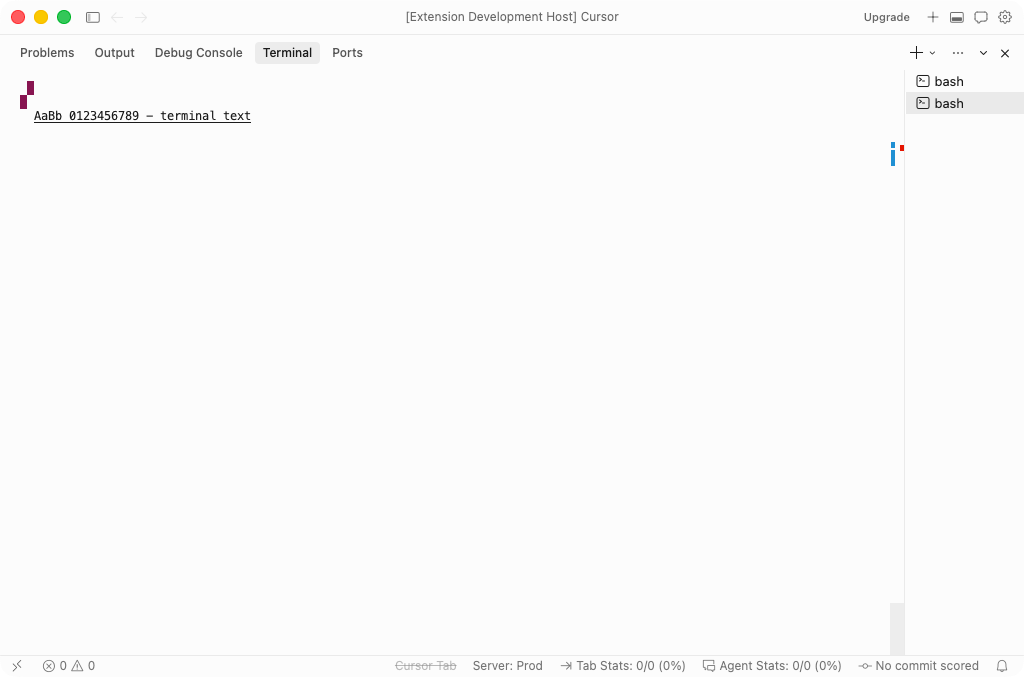 [Extension Development Host] Cursor
Upgrade
Problems Output Debug Console Terminal Ports
bash
bash
AaBb 0123456789 — terminal text
0 0 Cursor Tab Server: Prod Tab Stats: 0/0 (0%) Agent Stats: 0/0 (0%) No commit scored